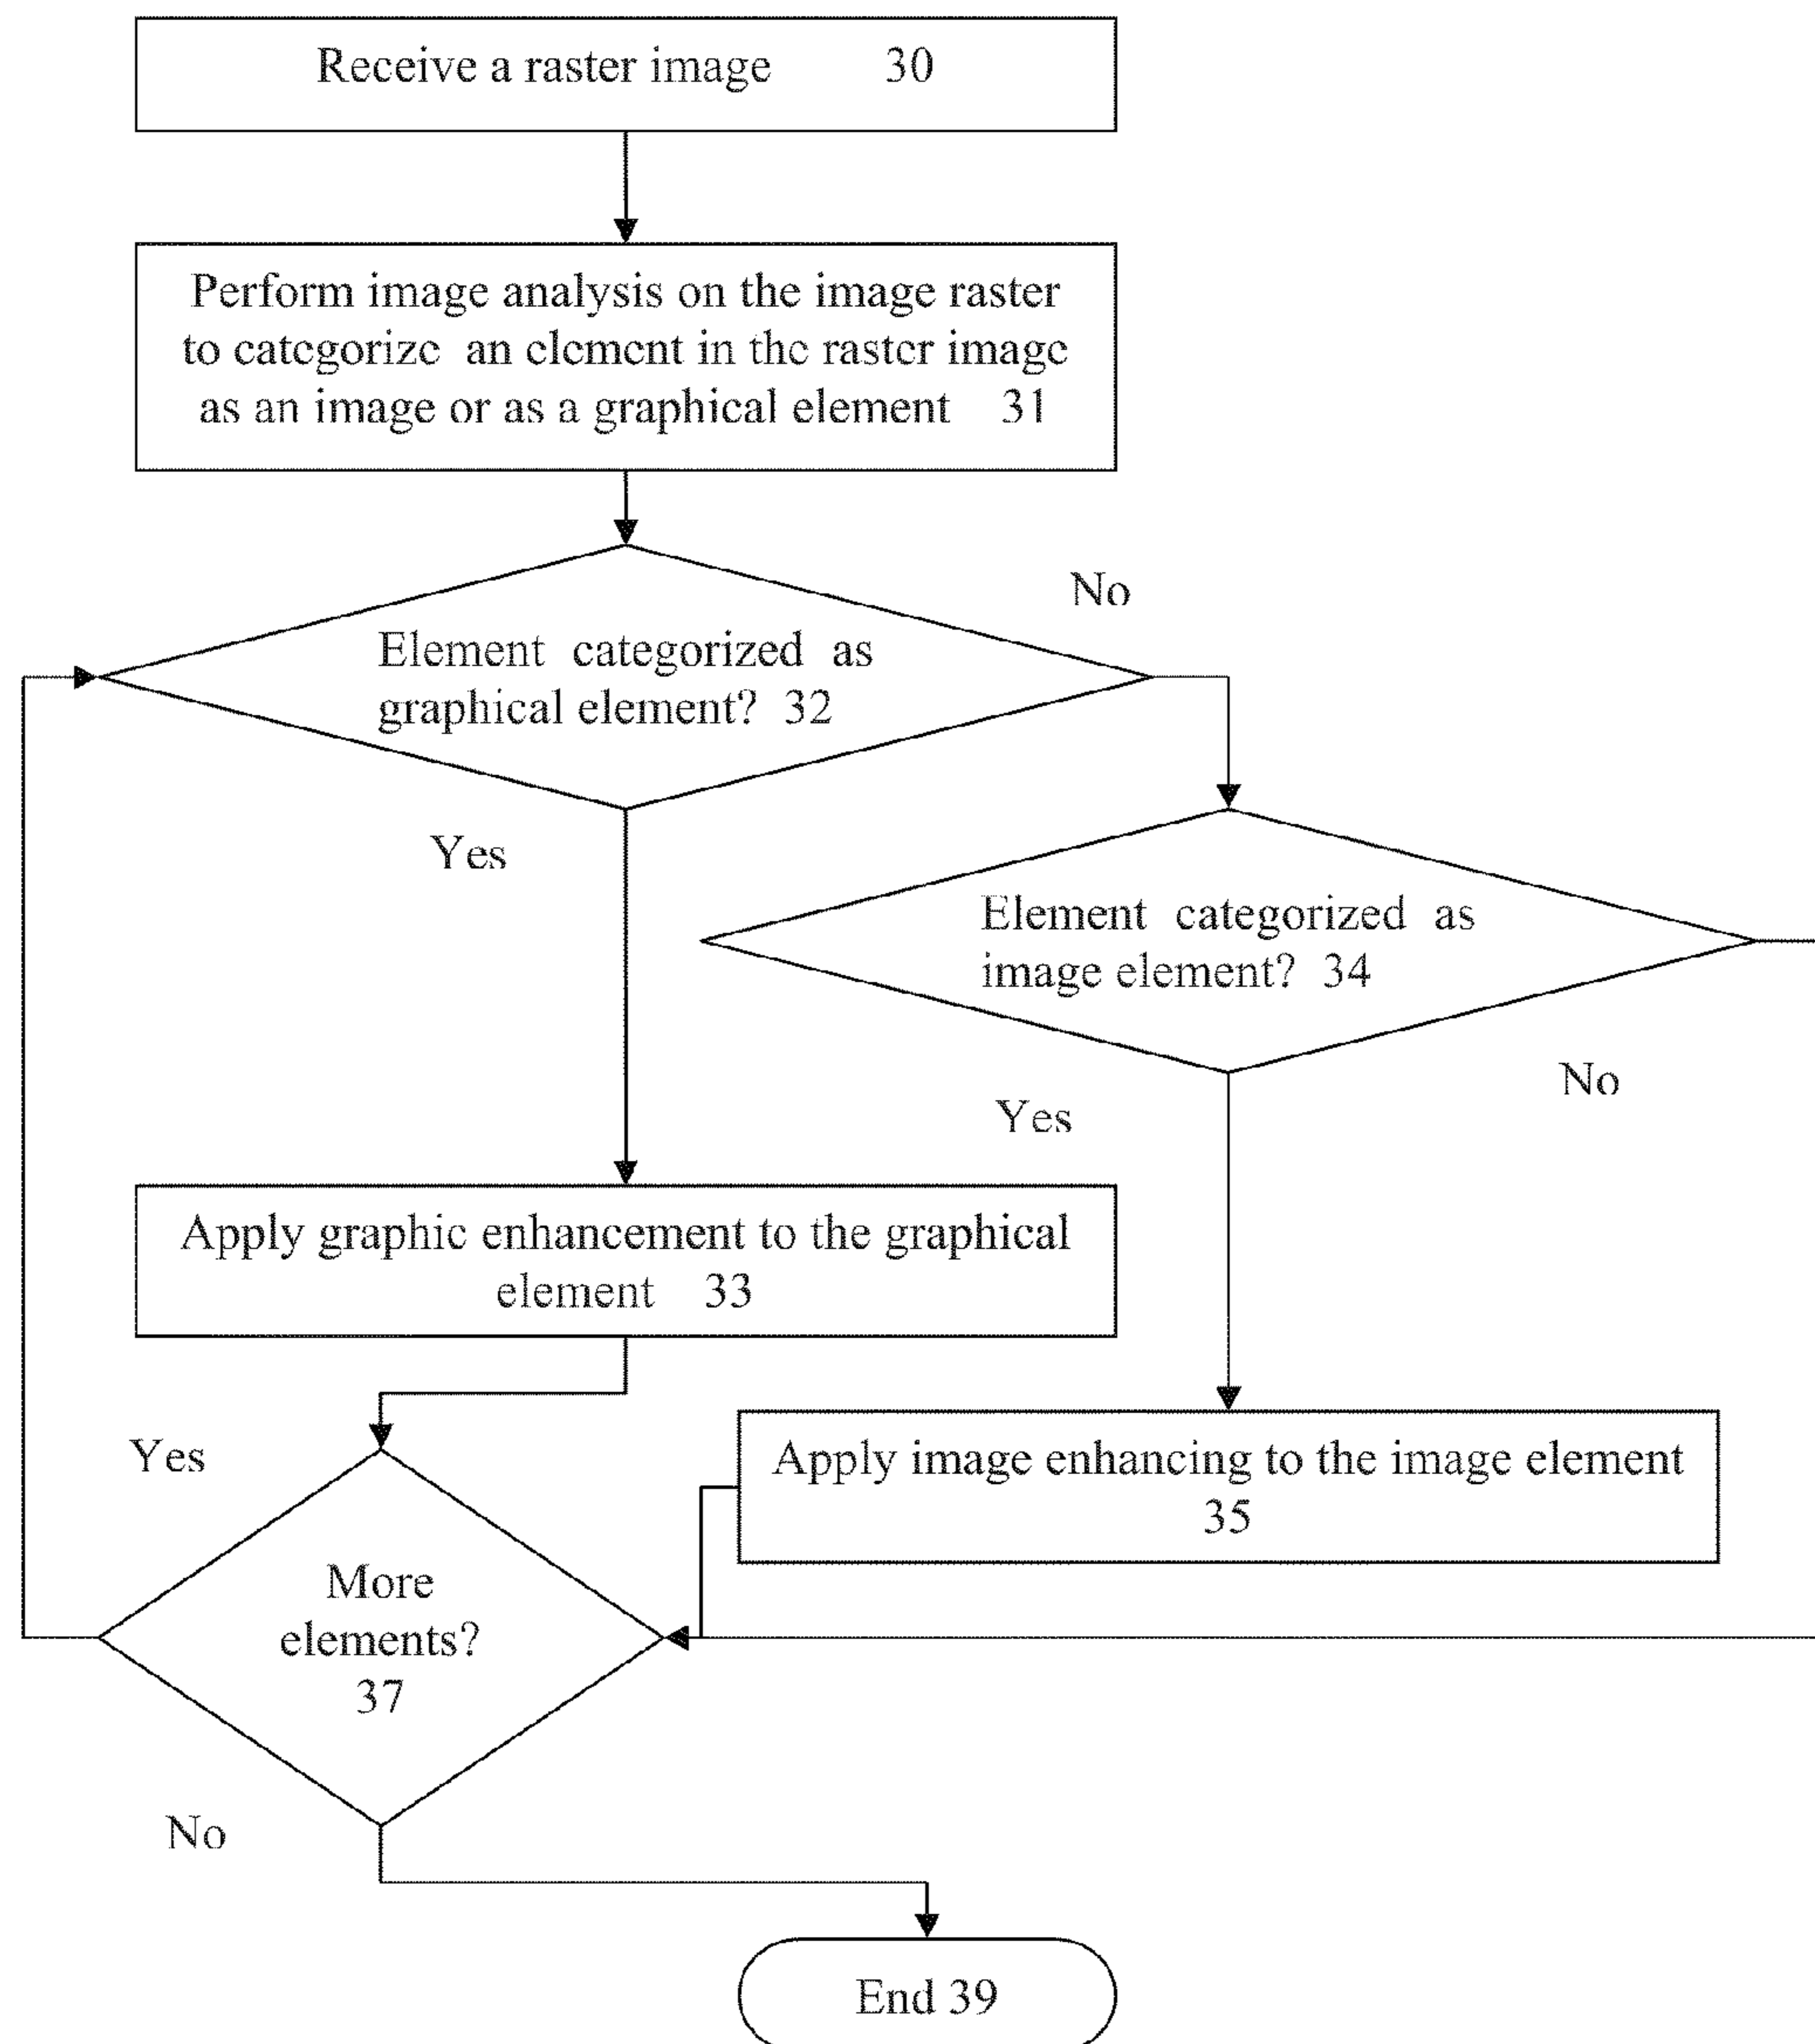 Receive a raster image 30
Perform image analysis on the image raster
to categorize an element in the raster image
as an image or as a graphical element 31
No
Element categorized as
graphical element? 32
Yes
Element categorized as
image element? 34
No
Yes
Apply graphic enhancement to the graphical
element 33
Yes
Apply image enhancing to the image element
35
More
elements?
37
No
End 39